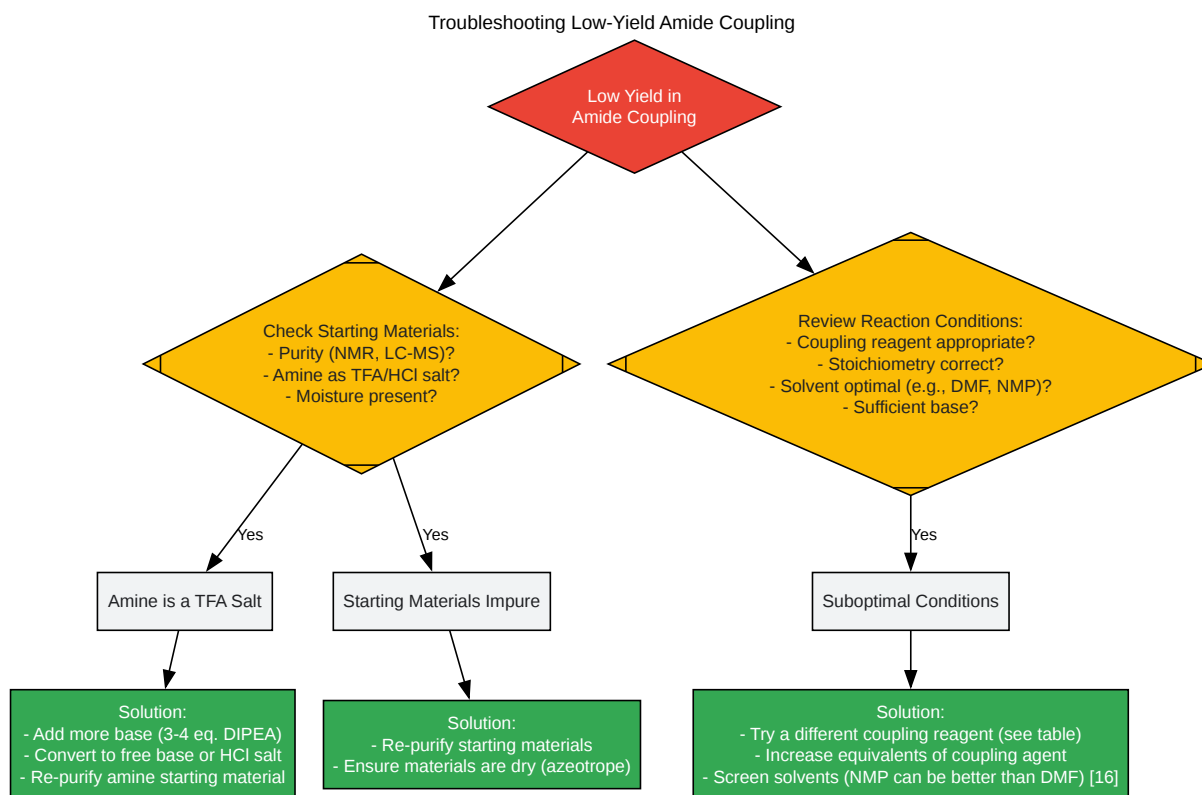 Troubleshooting Low-Yield Amide Coupling
Low Yield in
Amide Coupling
Check Starting Materials:
- Purity (NMR, LC-MS)?
- Amine as TFA/HCl salt?
- Moisture present?
Review Reaction Conditions:
- Coupling reagent appropriate?
- Stoichiometry correct?
- Solvent optimal (e.g., DMF, NMP)?
- Sufficient base?
Yes
Yes
Yes
Amine is a TFA Salt
Starting Materials Impure
Suboptimal Conditions
Solution:
- Add more base (3-4 eq. DIPEA)
- Convert to free base or HCl salt
- Re-purify amine starting material
Solution:
- Re-purify starting materials
- Ensure materials are dry (azeotrope)
Solution:
- Try a different coupling reagent (see table)
- Increase equivalents of coupling agent
- Screen solvents (NMP can be better than DMF) [16]